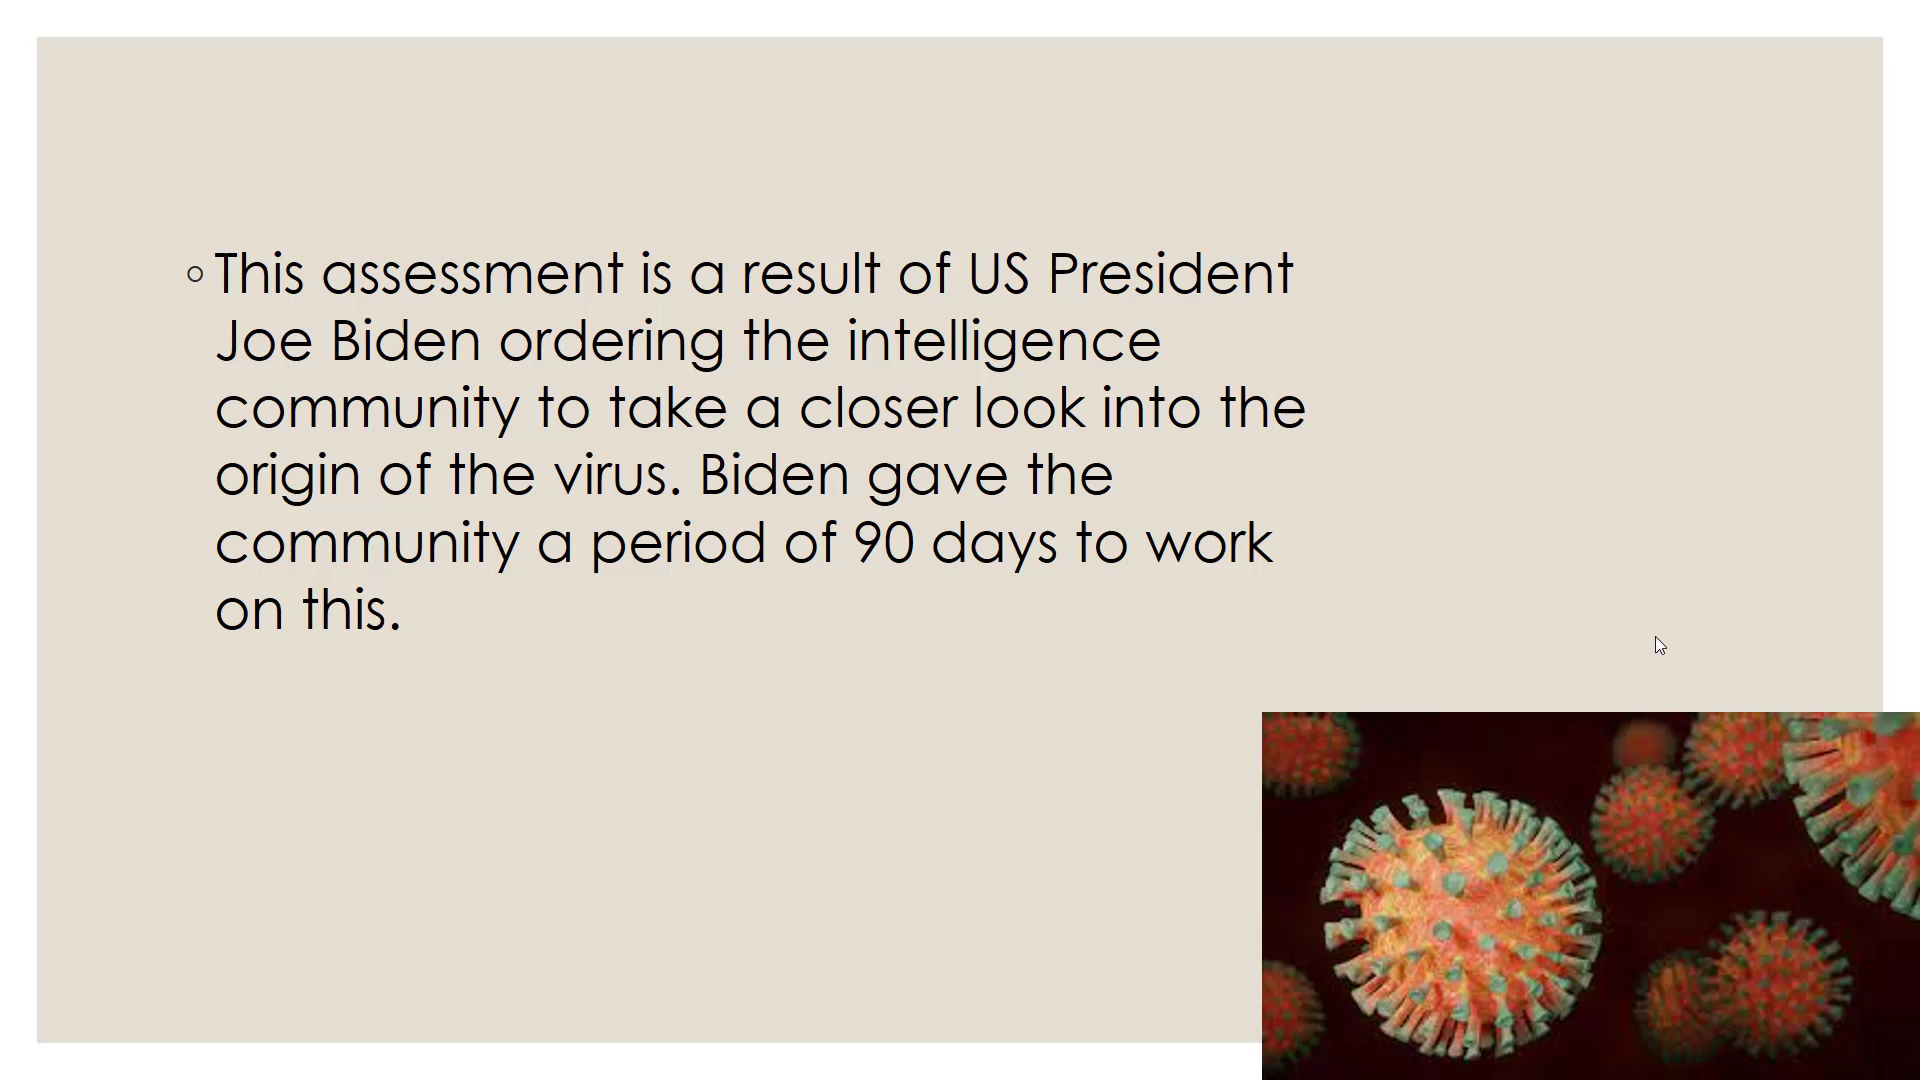 This assessment is a result of US President
Joe Biden ordering the intelligence
community to take a closer look into the
origin of the virus. Biden gave the
community a period of 90 days to work
on this.